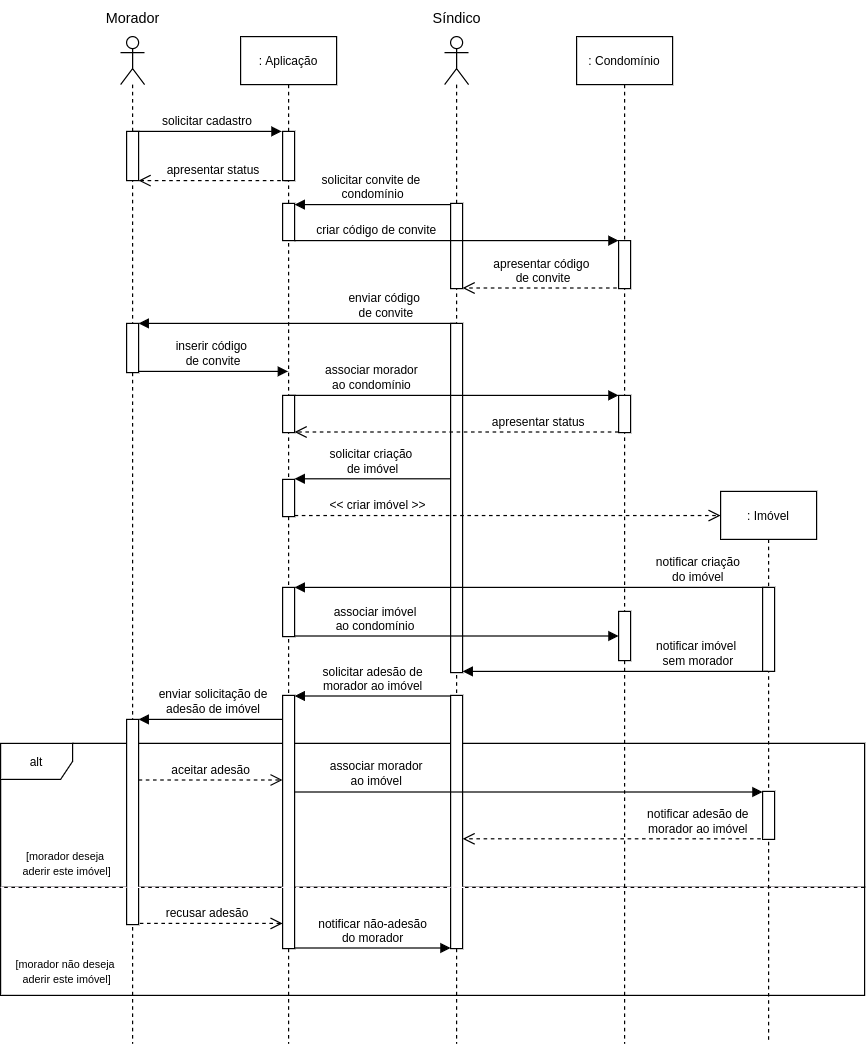 Morador
Síndico
: Aplicação
: Condomínio
solicitar cadastro
apresentar status
solicitar convite de
condomínio
criar código de convite
apresentar código
de convite
enviar código
de convite
inserir código
de convite
associar morador
ao condomínio
apresentar status
solicitar criação
de imóvel
<< criar imóvel >>
: Imóvel
notificar criação
do imóvel
associar imóvel
ao condomínio
notificar imóvel
sem morador
solicitar adesão de
morador ao imóvel
enviar solicitação de
adesão de imóvel
alt
aceitar adesão
associar morador
ao imóvel
notificar adesão de
morador ao imóvel
[morador deseja
aderir este imóvel]
recusar adesão
notificar não-adesão
do morador
[morador não deseja
aderir este imóvel]